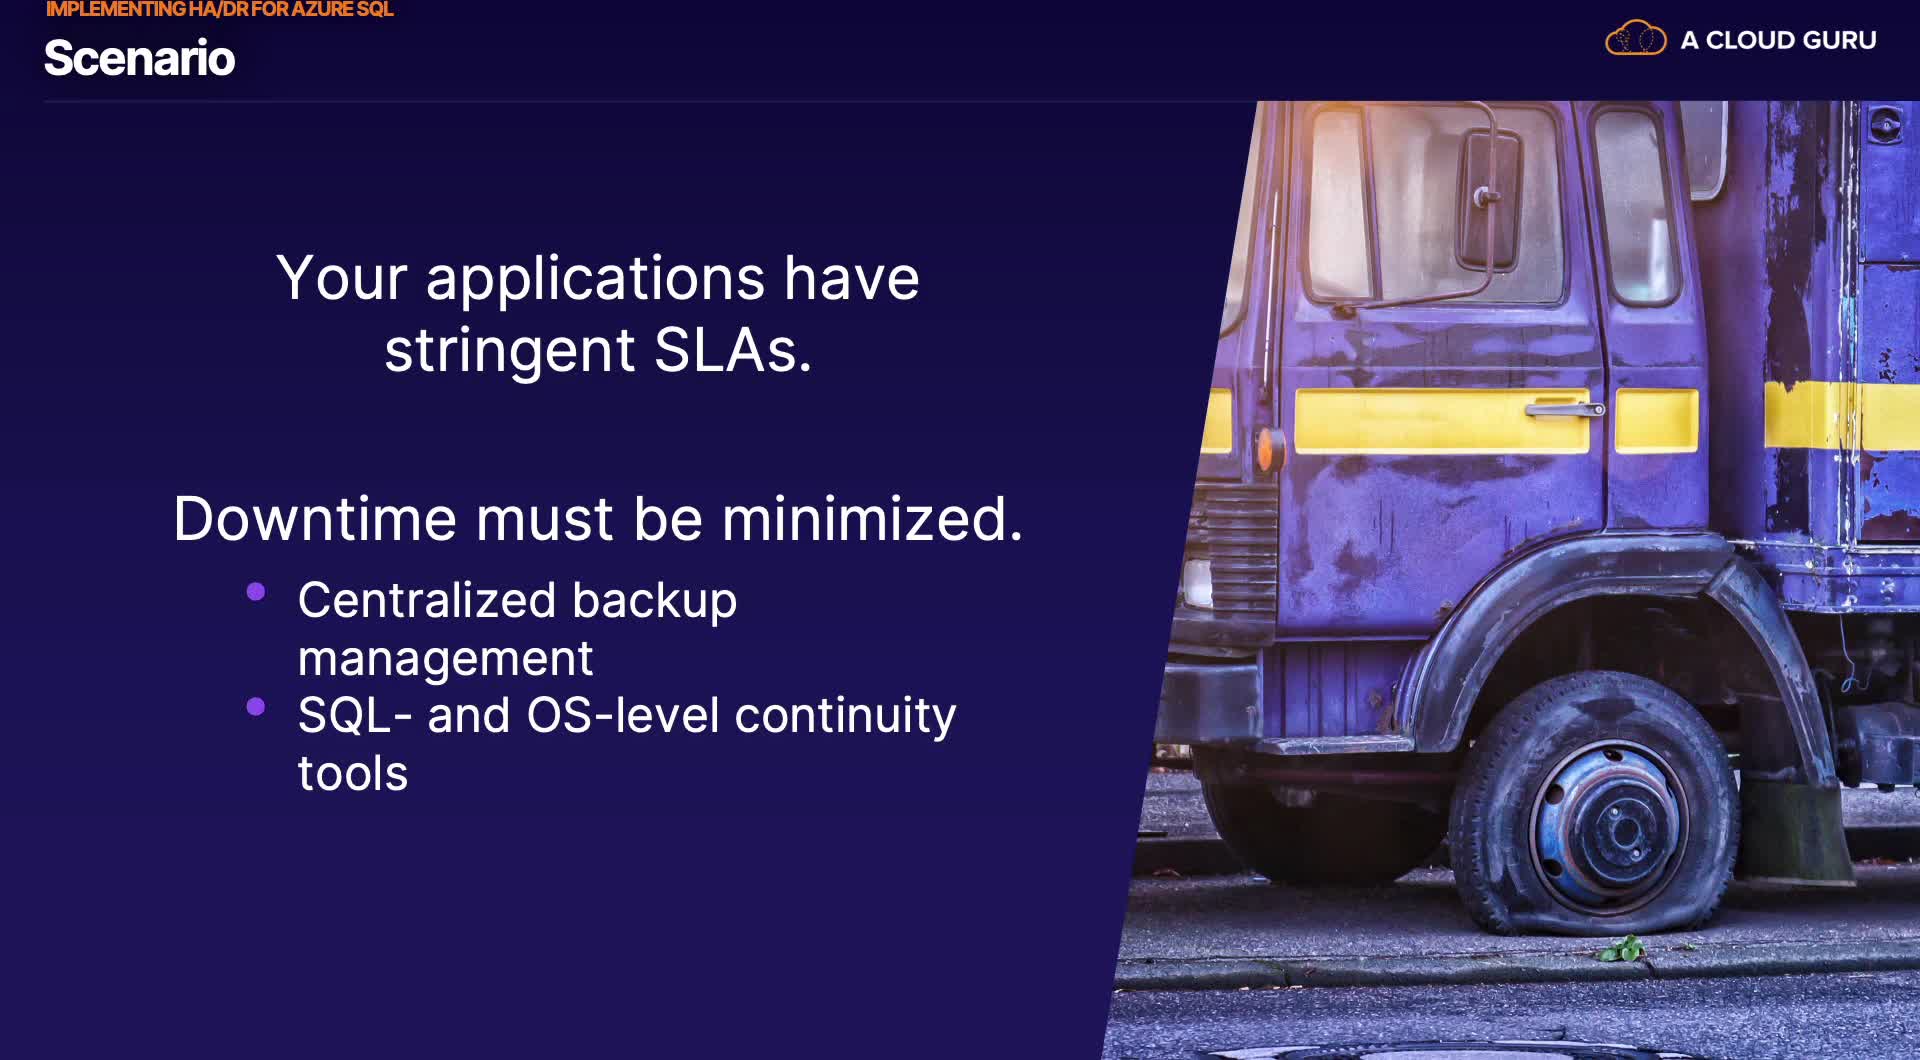 IMPLEMENTING HA/DR FOR AZURE SQL
Scenario
A CLOUD GURU
Your applications have
stringent SLAs.
Downtime must be minimized.
Centralized backup
management
SQL- and OS-level continuity
tools